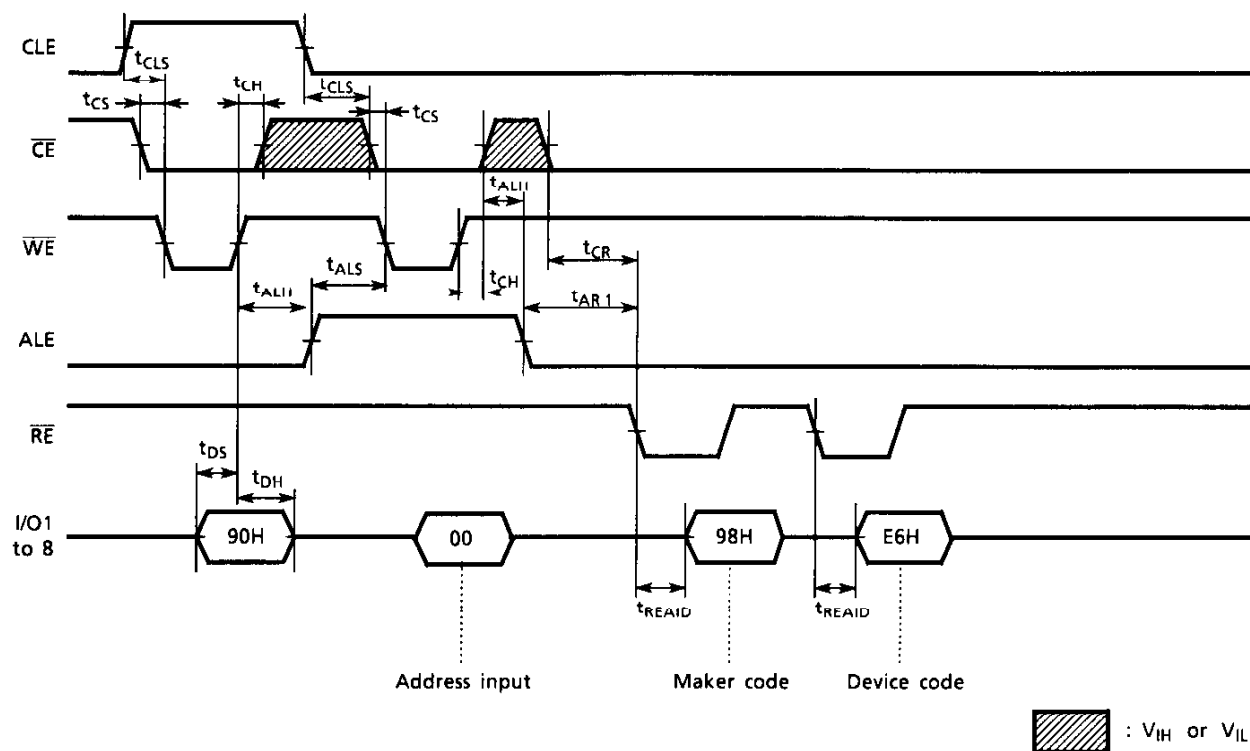 CLE
tCLS
tCH
tCLS
tCS
tCS
CE
tALH
WE
tCR
tALS
tCH
tALH
tAR1
ALE
RE
tDS
tDH
I/O1
to 8
90H
00
98H
E6H
tREAID
tREAID
Address input
Maker code
Device code
: VIH or VIL